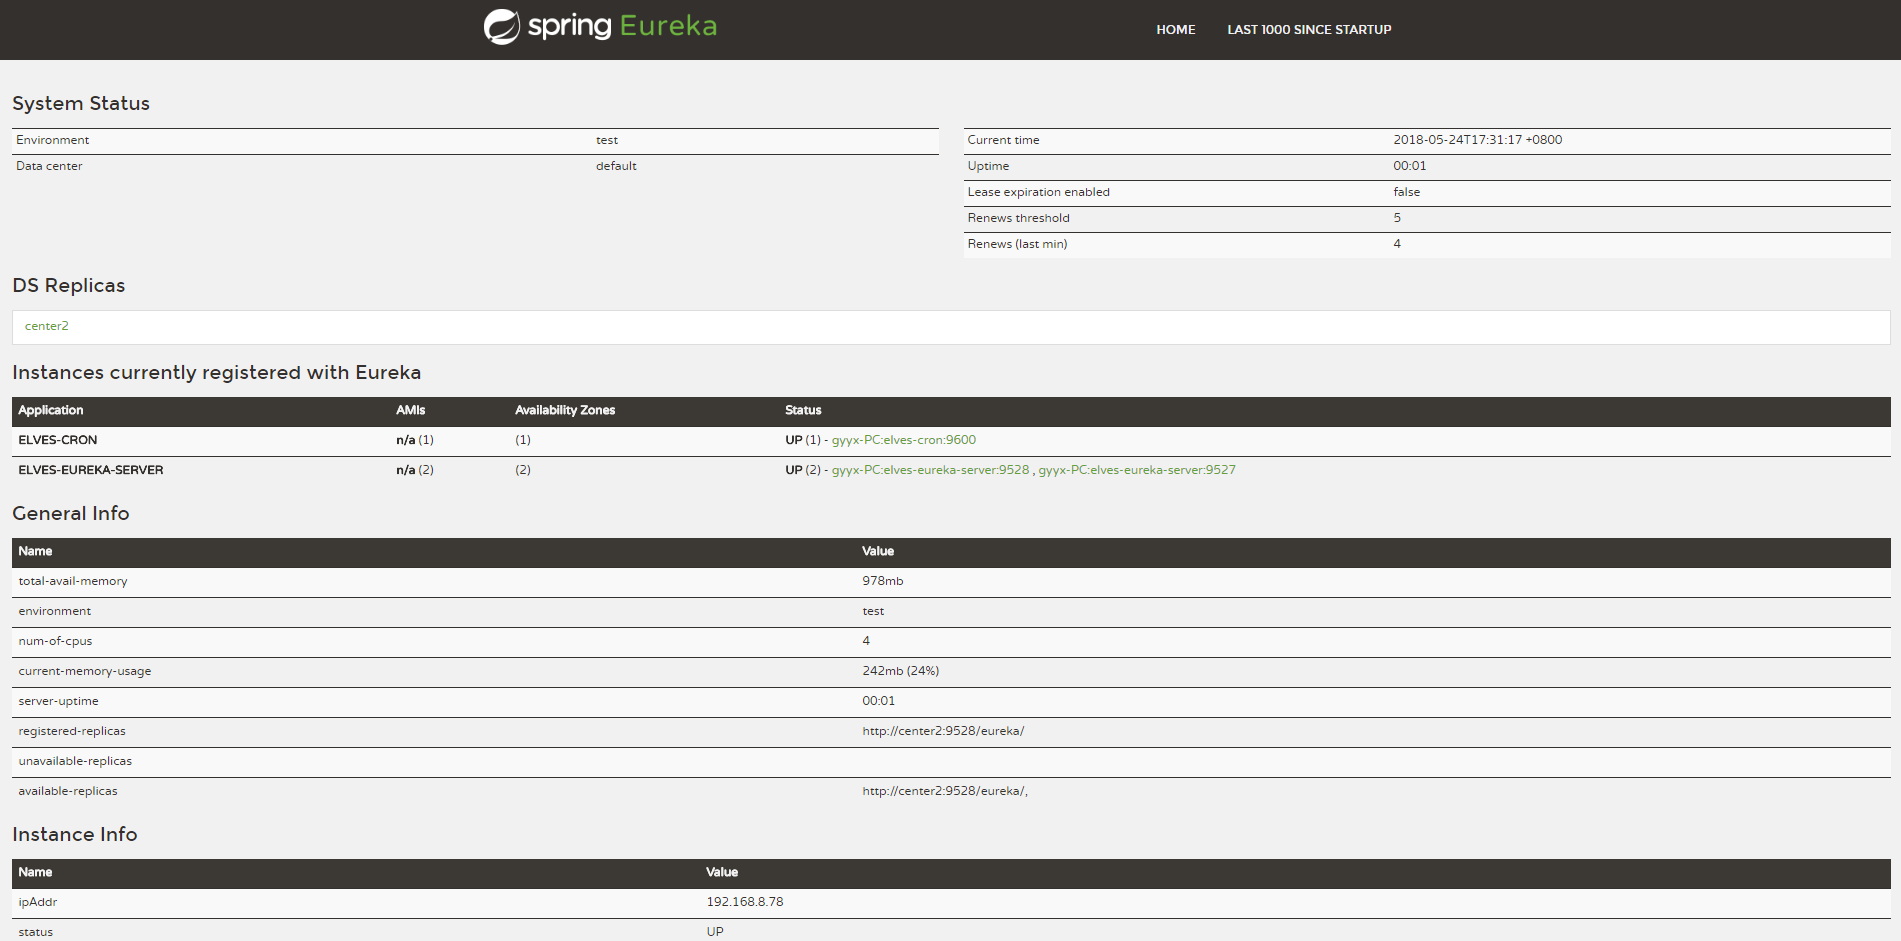 spring Eureka
HOME LAST 1000 SINCE STARTUP
System Status
Environment test
Data center default
Current time 2018-05-24T17:31:17 +0800
Uptime 00:01
Lease expiration enabled false
Renews threshold 5
Renews (last min) 4
DS Replicas
center2
Instances currently registered with Eureka
Application AMIs Availability Zones Status
ELVES-CRON n/a (1) (1) UP (1) - gyyx-PC:elves-cron:9600
ELVES-EUREKA-SERVER n/a (2) (2) UP (2) - gyyx-PC:elves-eureka-server:9528 , gyyx-PC:elves-eureka-server:9527
General Info
Name Value
total-avail-memory 978mb
environment test
num-of-cpus 4
current-memory-usage 242mb (24%)
server-uptime 00:01
registered-replicas http://center2:9528/eureka/
unavailable-replicas
available-replicas http://center2:9528/eureka/,
Instance Info
Name Value
ipAddr 192.168.8.78
status UP